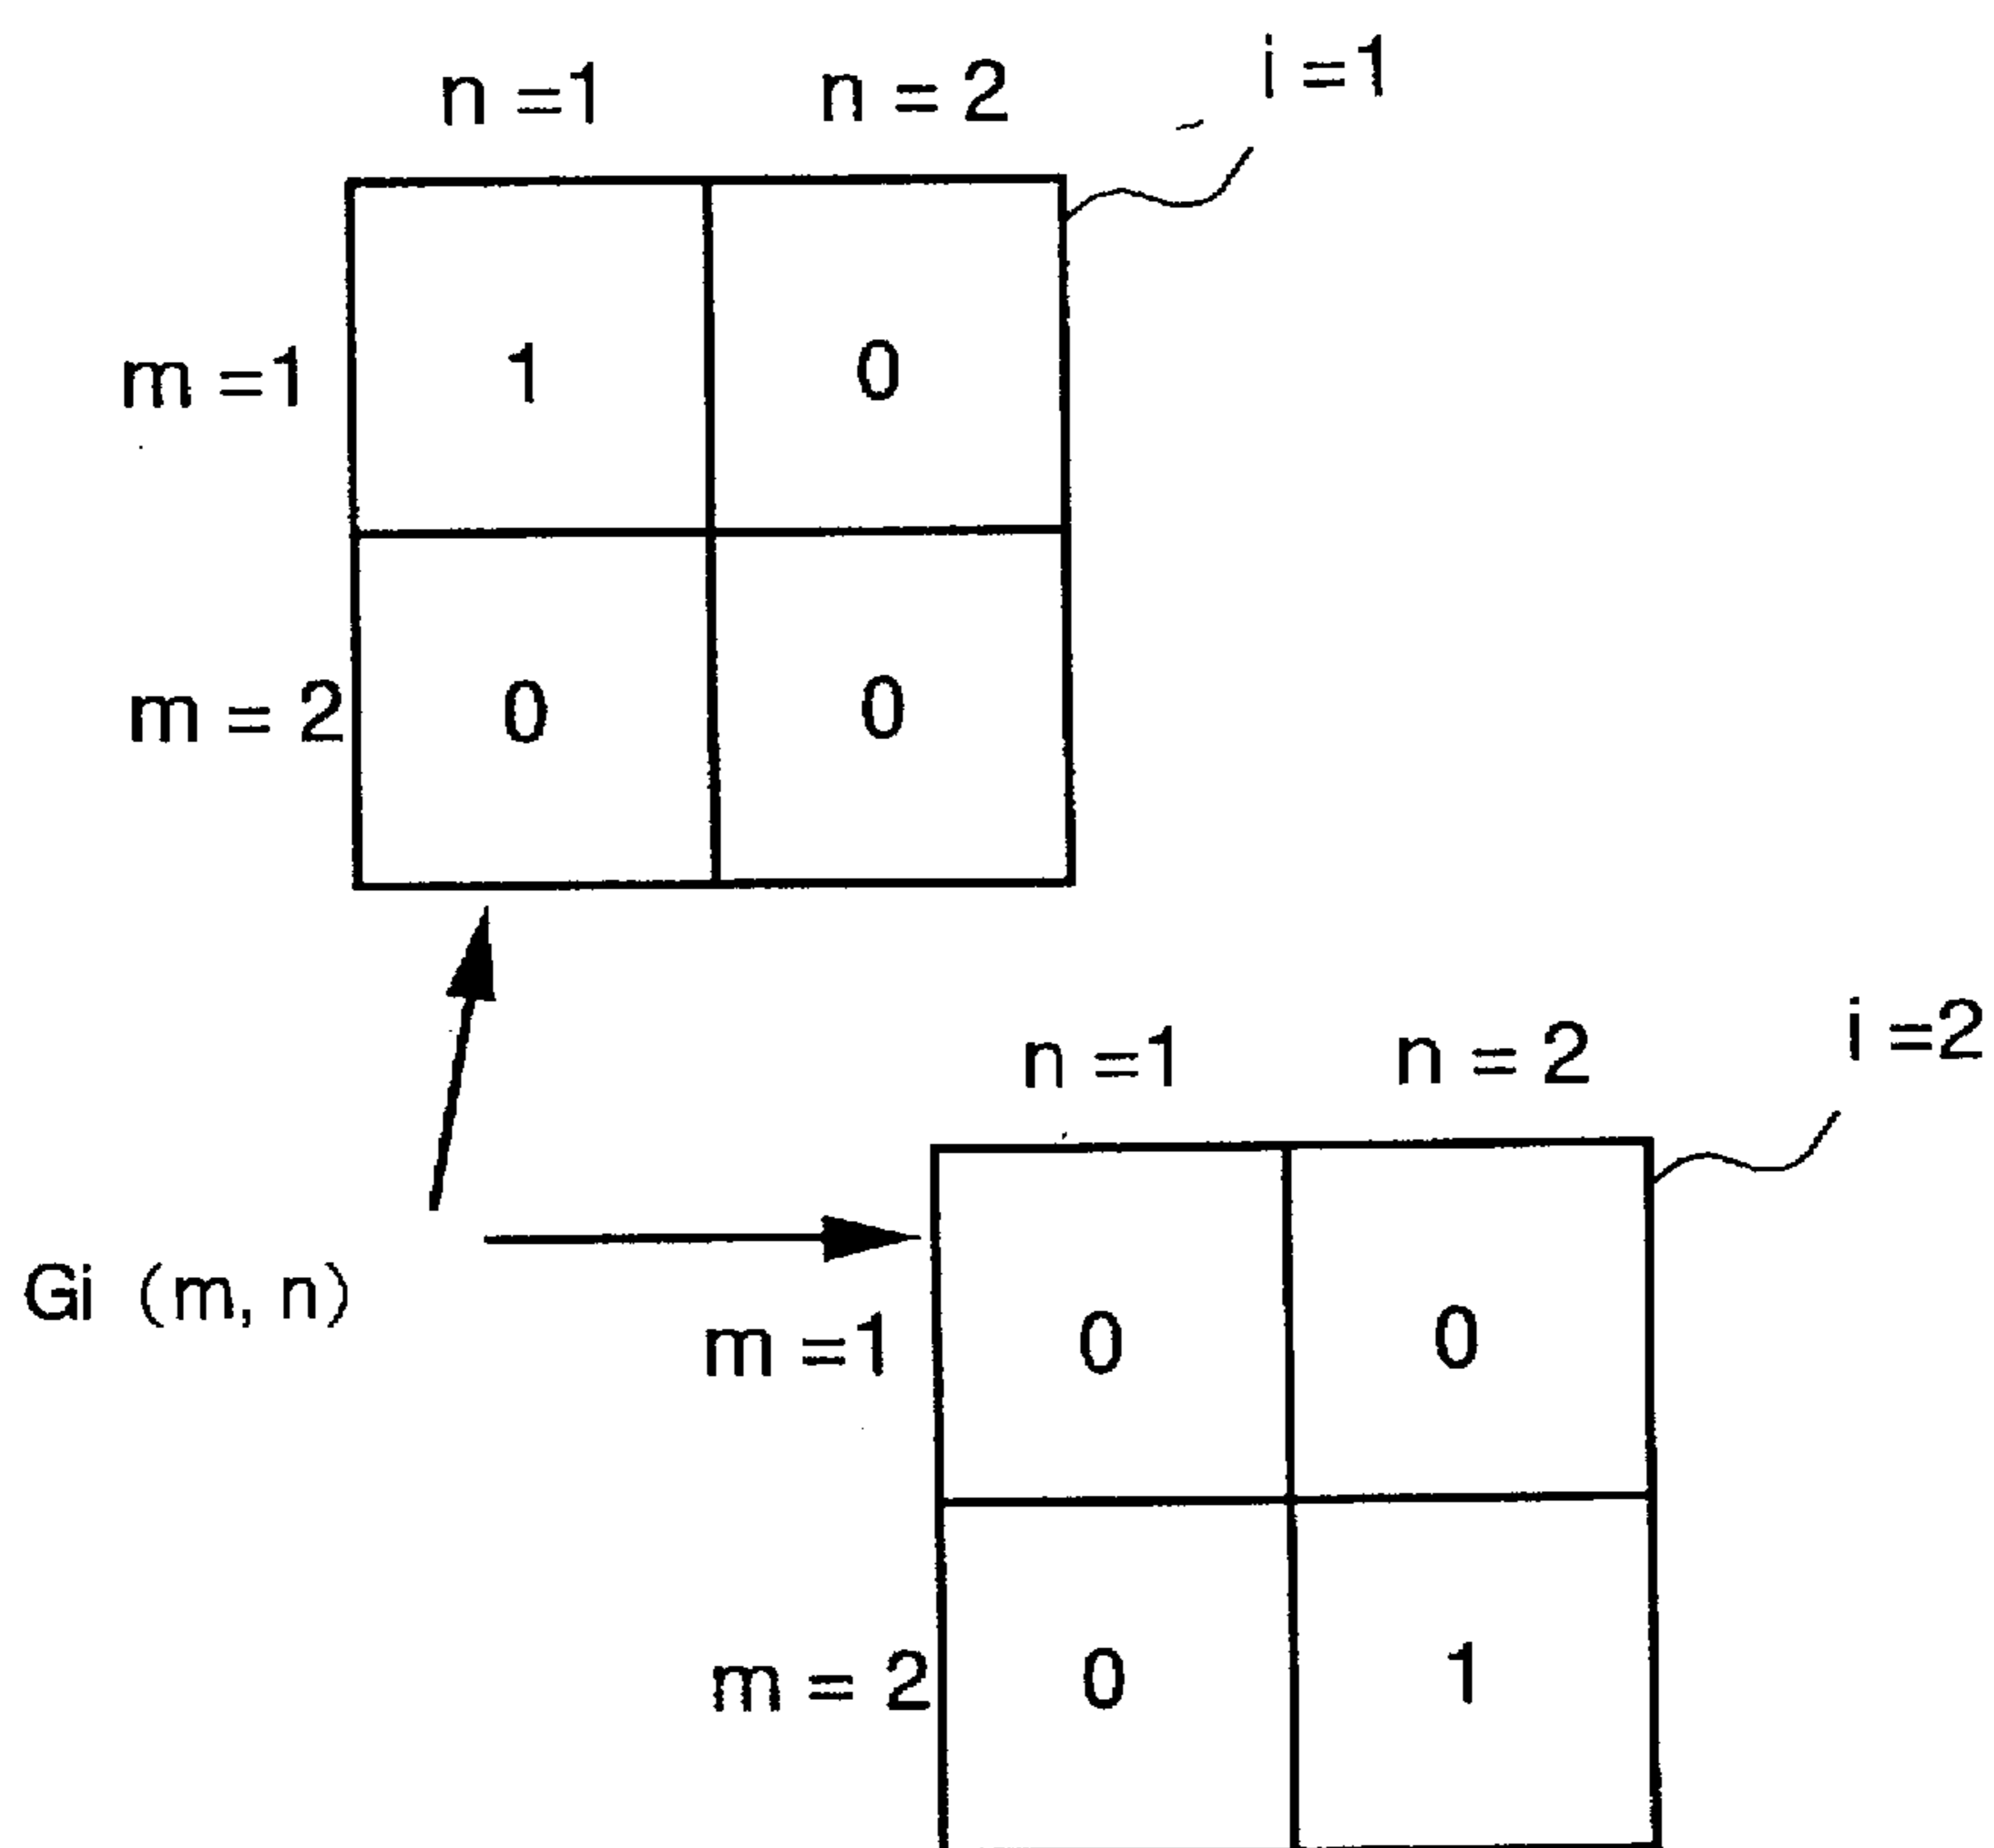 i =1
n =1 n = 2
m =1 1 0
m = 2 0 0
i =2
n =1 n = 2
Gi (m, n)
m =1 0 0
m = 2 0 1